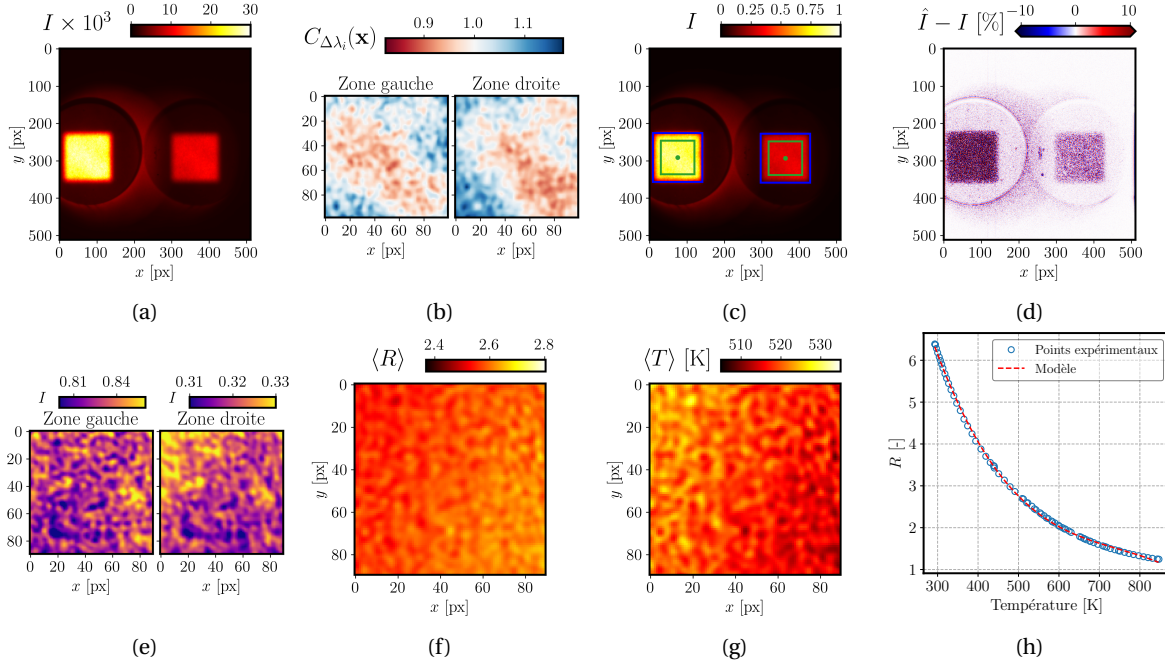 I × 10³
0 10 20 30
0
100
200
300
400
500
y [px]
0 100 200 300 400 500
x [px]
(a)
C_{Δλ_i}(x)
0.9 1.0 1.1
Zone gauche
Zone droite
0
20
40
60
80
y [px]
0 20 40 60 80
0 20 40 60 80
x [px]
x [px]
(b)
I
0 0.25 0.5 0.75 1
0
100
200
300
400
500
y [px]
0 100 200 300 400 500
x [px]
(c)
Î − I [%]
−10 0 10
0
100
200
300
400
500
y [px]
0 100 200 300 400 500
x [px]
(d)
0.81 0.84
I
Zone gauche
0.31 0.32 0.33
I
Zone droite
0
20
40
60
80
y [px]
0 20 40 60 80
0 20 40 60 80
x [px]
x [px]
(e)
⟨R⟩
2.4 2.6 2.8
0
20
40
60
80
y [px]
0 20 40 60 80
x [px]
(f)
⟨T⟩ [K]
510 520 530
0
20
40
60
80
y [px]
0 20 40 60 80
x [px]
(g)
Points expérimentaux
Modèle
6
5
4
3
2
1
R [-]
300 400 500 600 700 800
Température [K]
(h)